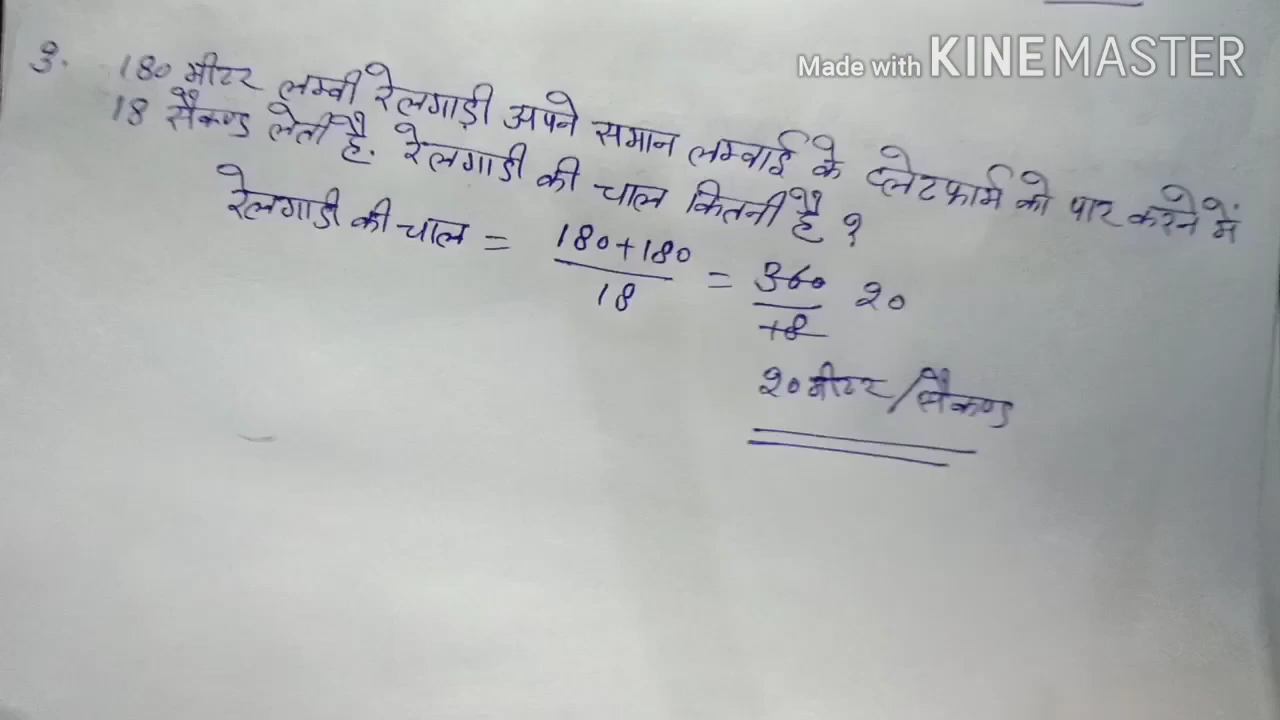 Made with KINEMASTER
3. 180 मीटर लम्बी रेलगाड़ी अपने समान लम्बाई के प्लेटफार्म को पार करने में
18 सैकण्ड लेती है. रेलगाडी की चाल कितनी है ?
रेलगाडी की चाल = 180+180 / 18 = 360 / 18 20
20 मीटर/सैकण्ड